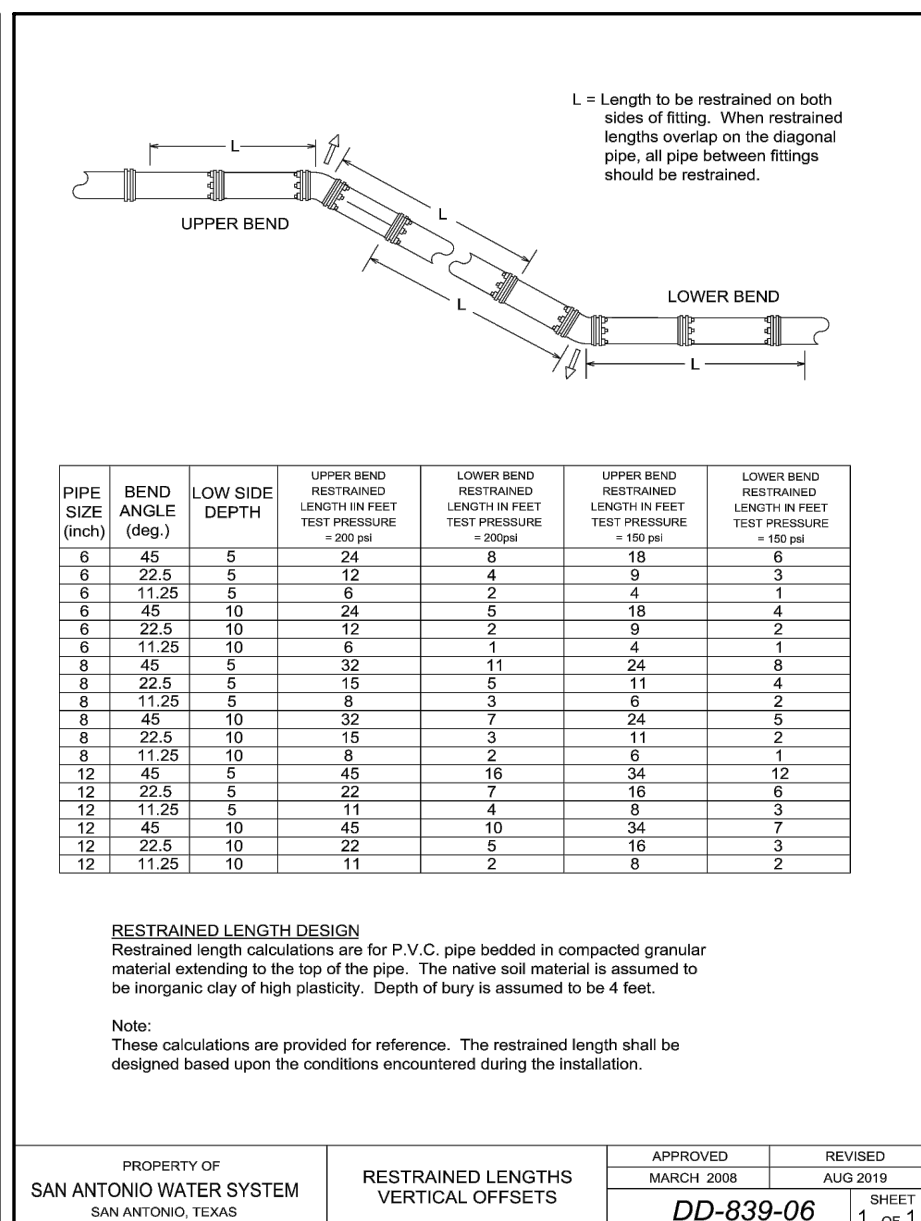 L = Length to be restrained on both
sides of fitting. When restrained
lengths overlap on the diagonal
pipe, all pipe between fittings
should be restrained.
L
UPPER BEND
L
L
LOWER BEND
L
PIPE SIZE (inch) BEND ANGLE (deg.) LOW SIDE DEPTH UPPER BEND RESTRAINED LENGTH IIN FEET TEST PRESSURE = 200 psi LOWER BEND RESTRAINED LENGTH IN FEET TEST PRESSURE = 200psi UPPER BEND RESTRAINED LENGTH IN FEET TEST PRESSURE = 150 psi LOWER BEND RESTRAINED LENGTH IN FEET TEST PRESSURE = 150 psi
6 45 5 24 8 18 6
6 22.5 5 12 4 9 3
6 11.25 5 6 2 4 1
6 45 10 24 5 18 4
6 22.5 10 12 2 9 2
6 11.25 10 6 1 4 1
8 45 5 32 11 24 8
8 22.5 5 15 5 11 4
8 11.25 5 8 3 6 2
8 45 10 32 7 24 5
8 22.5 10 15 3 11 2
8 11.25 10 8 2 6 1
12 45 5 45 16 34 12
12 22.5 5 22 7 16 6
12 11.25 5 11 4 8 3
12 45 10 45 10 34 7
12 22.5 10 22 5 16 3
12 11.25 10 11 2 8 2
RESTRAINED LENGTH DESIGN
Restrained length calculations are for P.V.C. pipe bedded in compacted granular
material extending to the top of the pipe. The native soil material is assumed to
be inorganic clay of high plasticity. Depth of bury is assumed to be 4 feet.
Note:
These calculations are provided for reference. The restrained length shall be
designed based upon the conditions encountered during the installation.
PROPERTY OF
SAN ANTONIO WATER SYSTEM
SAN ANTONIO, TEXAS
RESTRAINED LENGTHS
VERTICAL OFFSETS
APPROVED REVISED
MARCH 2008 AUG 2019
DD-839-06
SHEET
1 OF 1